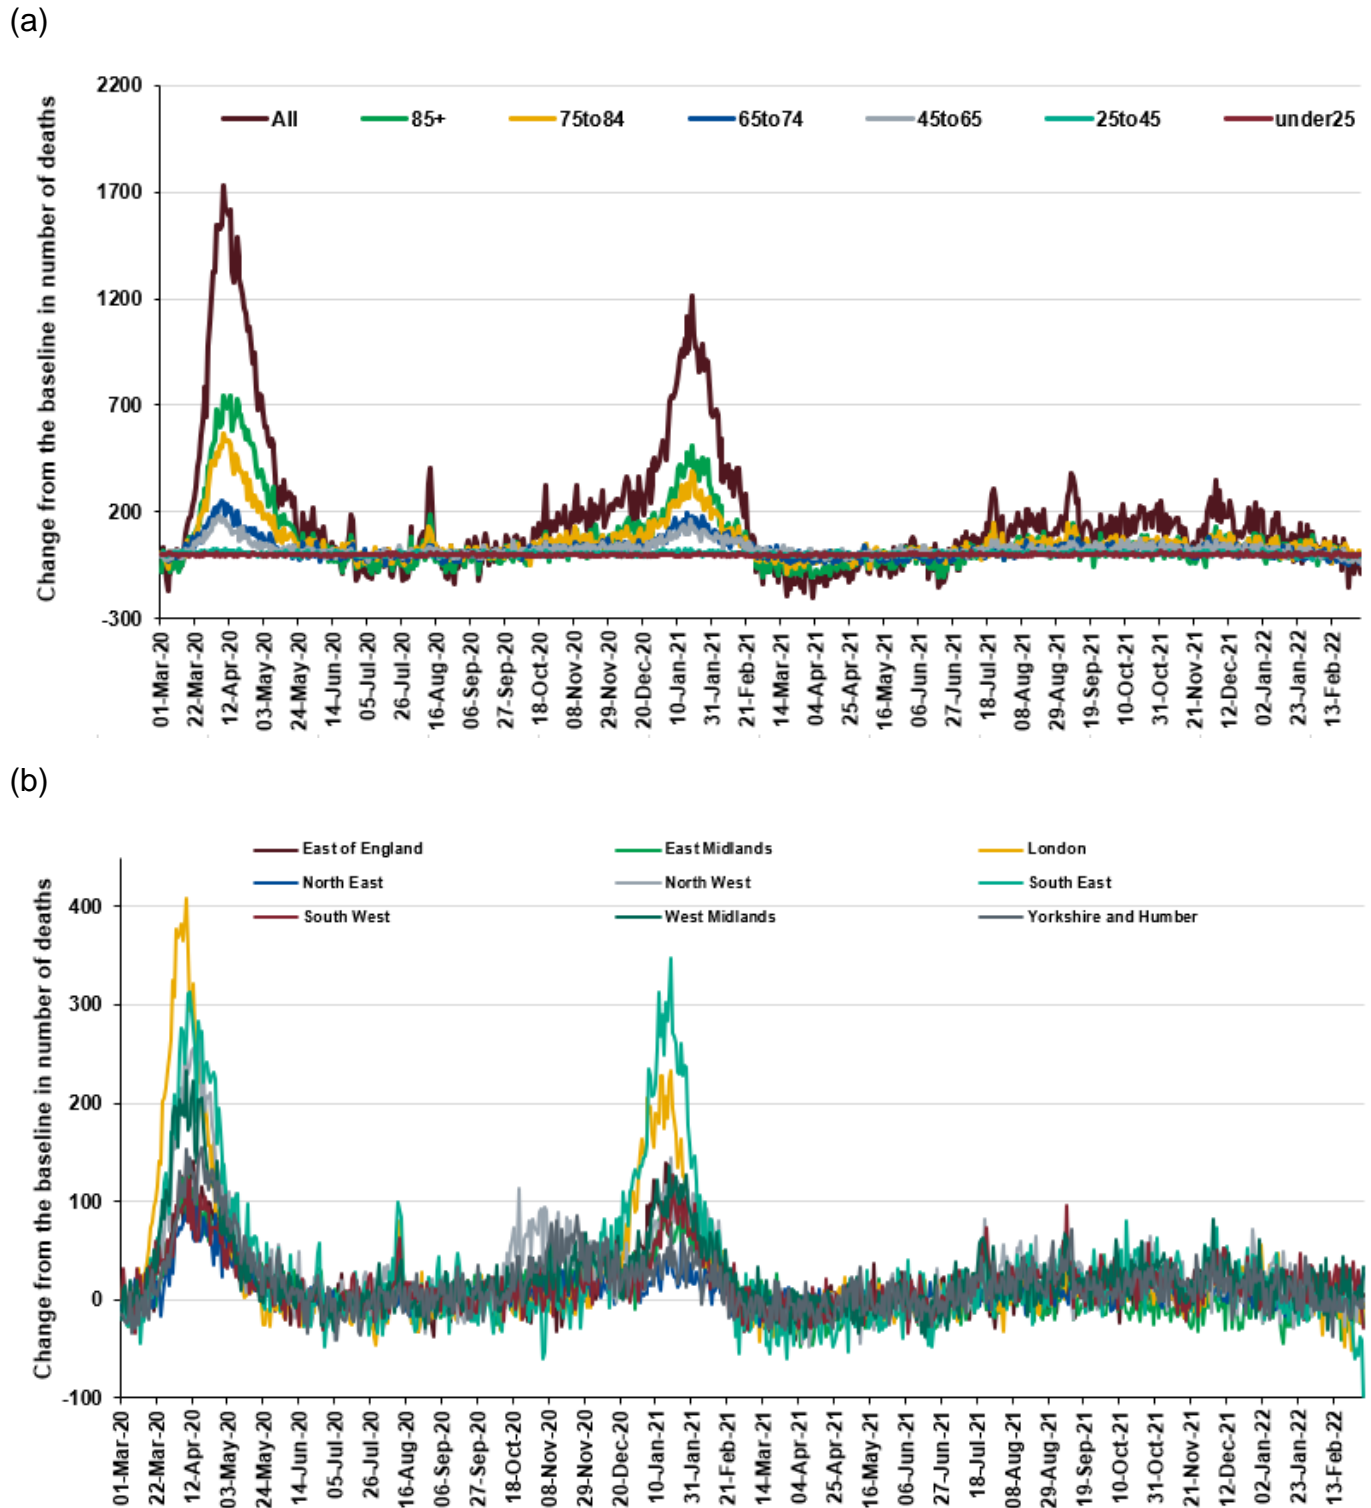 (a)
Change from the baseline in number of deaths
2200
1700
1200
700
200
-300
All 85+ 75to84 65to74 45to65 25to45 under25
01-Mar-20 22-Mar-20 12-Apr-20 03-May-20 24-May-20 14-Jun-20 05-Jul-20 26-Jul-20 16-Aug-20 06-Sep-20 27-Sep-20 18-Oct-20 08-Nov-20 29-Nov-20 20-Dec-20 10-Jan-21 31-Jan-21 21-Feb-21 14-Mar-21 04-Apr-21 25-Apr-21 16-May-21 06-Jun-21 27-Jun-21 18-Jul-21 08-Aug-21 29-Aug-21 19-Sep-21 10-Oct-21 31-Oct-21 21-Nov-21 12-Dec-21 02-Jan-22 23-Jan-22 13-Feb-22
(b)
Change from the baseline in number of deaths
East of England East Midlands London
North East North West South East
South West West Midlands Yorkshire and Humber
400
300
200
100
0
-100
01-Mar-20 22-Mar-20 12-Apr-20 03-May-20 24-May-20 14-Jun-20 05-Jul-20 26-Jul-20 16-Aug-20 06-Sep-20 27-Sep-20 18-Oct-20 08-Nov-20 29-Nov-20 20-Dec-20 10-Jan-21 31-Jan-21 21-Feb-21 14-Mar-21 04-Apr-21 25-Apr-21 16-May-21 06-Jun-21 27-Jun-21 18-Jul-21 08-Aug-21 29-Aug-21 19-Sep-21 10-Oct-21 31-Oct-21 21-Nov-21 12-Dec-21 02-Jan-22 23-Jan-22 13-Feb-22